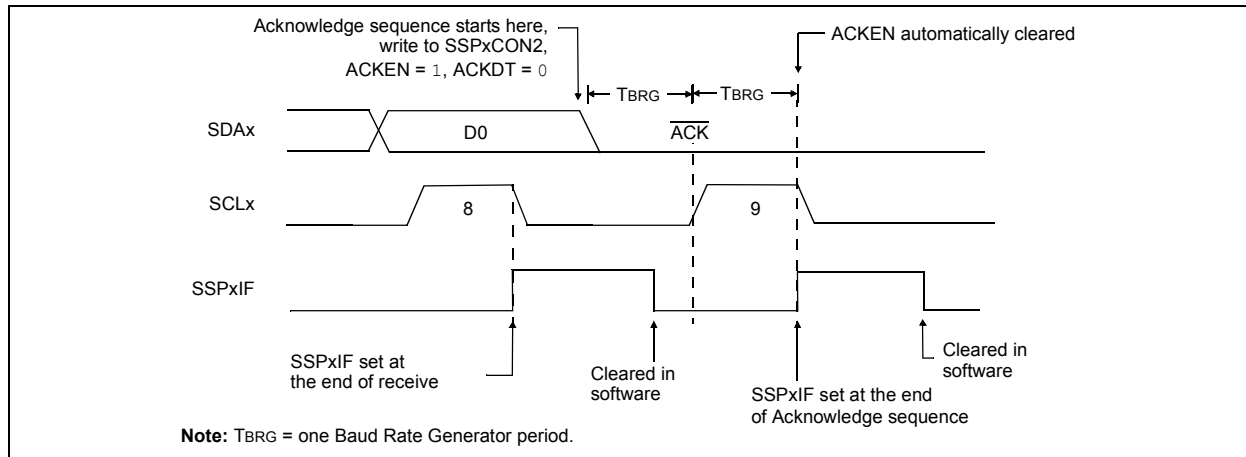 Acknowledge sequence starts here,
write to SSPxCON2,
ACKEN = 1, ACKDT = 0
ACKEN automatically cleared
TBRG
TBRG
SDAx
D0
ACK
SCLx
8
9
SSPxIF
SSPxIF set at
the end of receive
Cleared in
software
SSPxIF set at the end
of Acknowledge sequence
Cleared in
software
Note: TBRG = one Baud Rate Generator period.